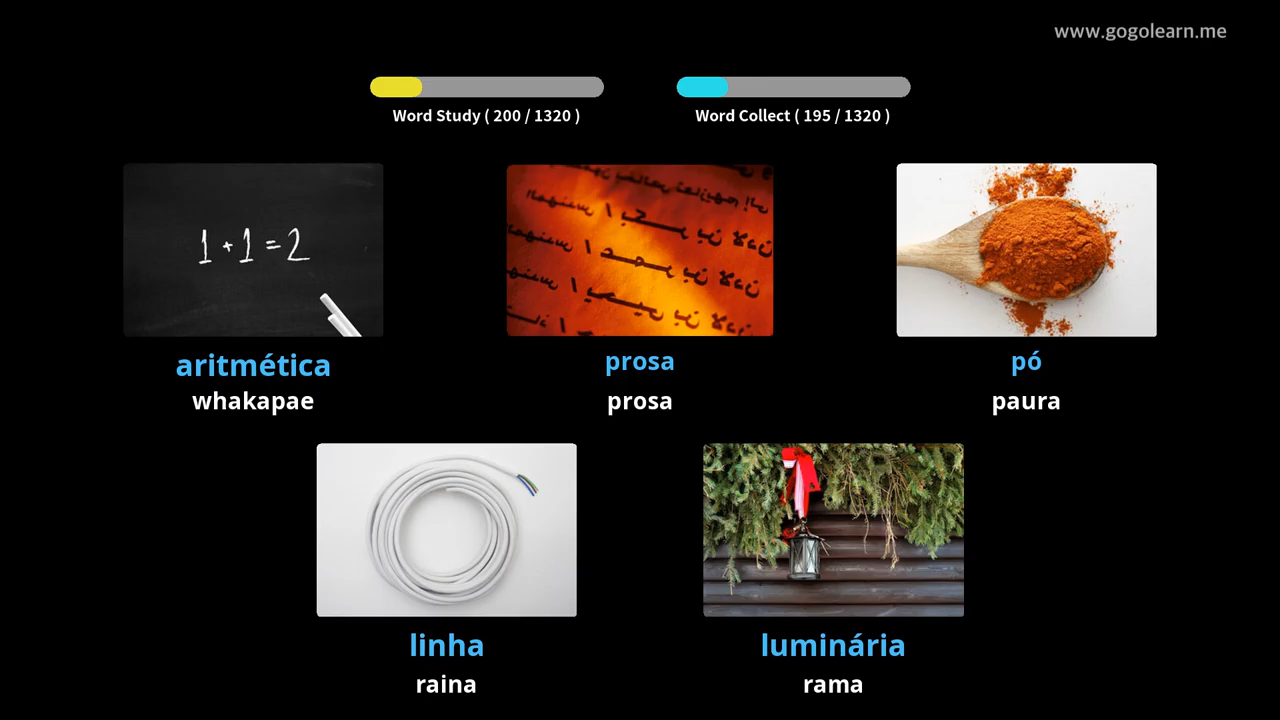 www.gogolearn.me
Word Study ( 200 / 1320 )
Word Collect ( 195 / 1320 )
1 + 1 = 2
aritmética
whakapae
prosa
prosa
pó
paura
linha
raina
luminária
rama